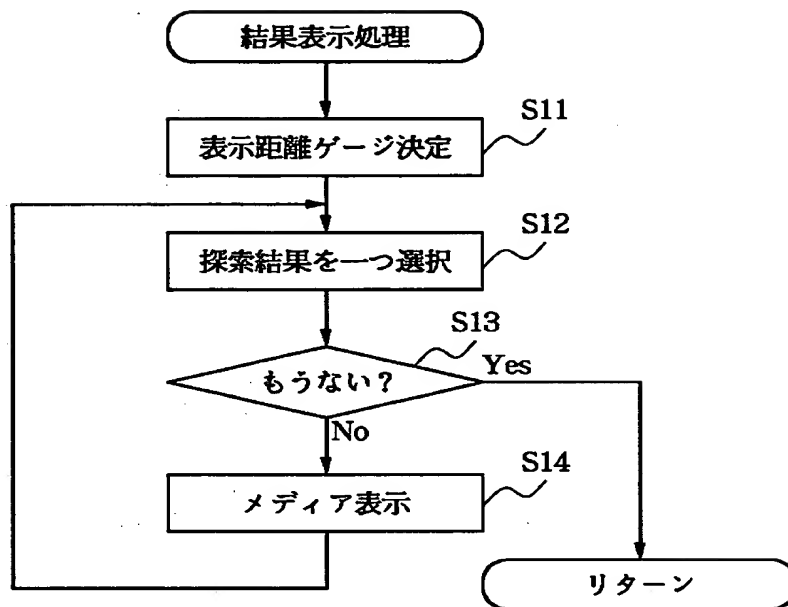 結果表示処理
S11
表示距離ゲージ決定
S12
探索結果を一つ選択
S13
もうない?
Yes
No
S14
メディア表示
リターン